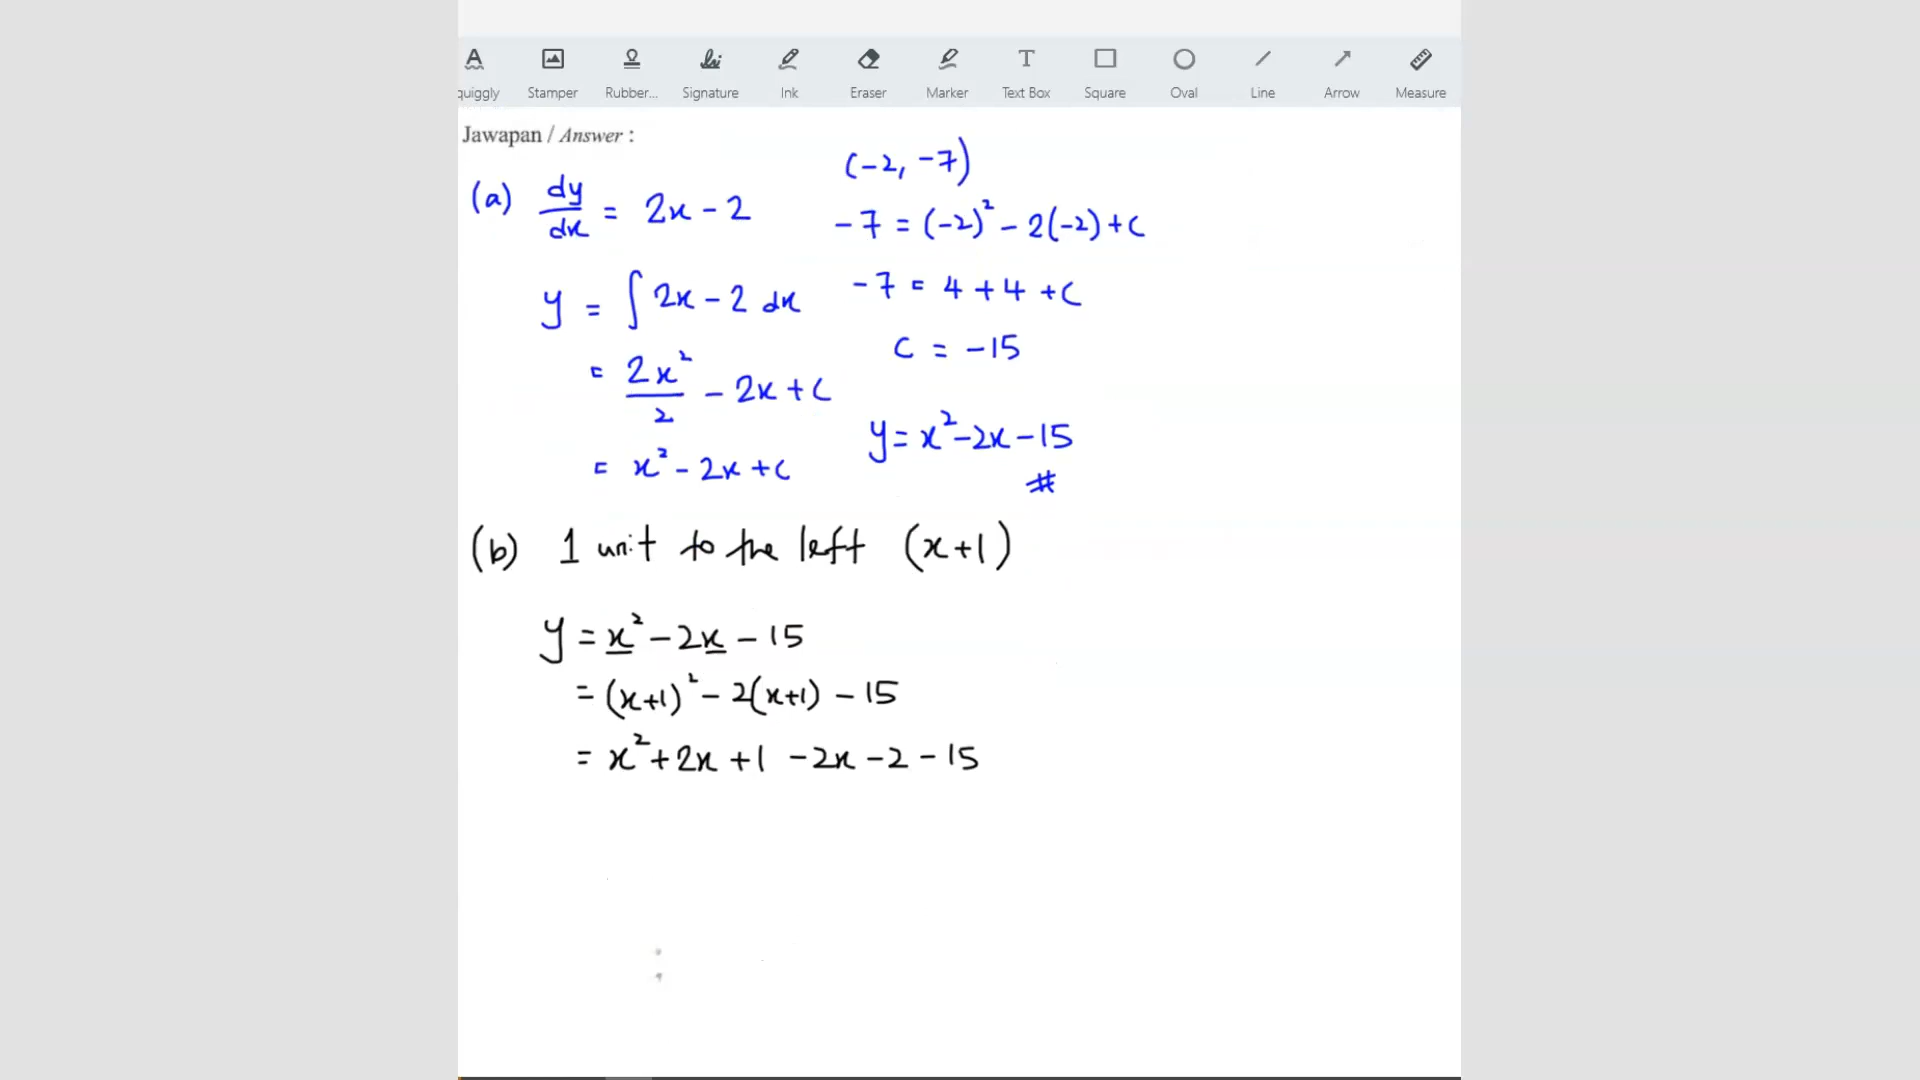 quiggly Stamper Rubber... Signature Ink Eraser Marker Text Box Square Oval Line Arrow Measure
Jawapan / Answer :
(a) dy/dx = 2x - 2
y = ∫ 2x - 2 dx
= 2x²/2 - 2x + c
= x² - 2x + c
(-2, -7)
-7 = (-2)² - 2(-2) + c
-7 = 4 + 4 + c
c = -15
y = x² - 2x - 15
#
(b) 1 unit to the left (x+1)
y = x² - 2x - 15
= (x+1)² - 2(x+1) - 15
= x² + 2x + 1 - 2x - 2 - 15